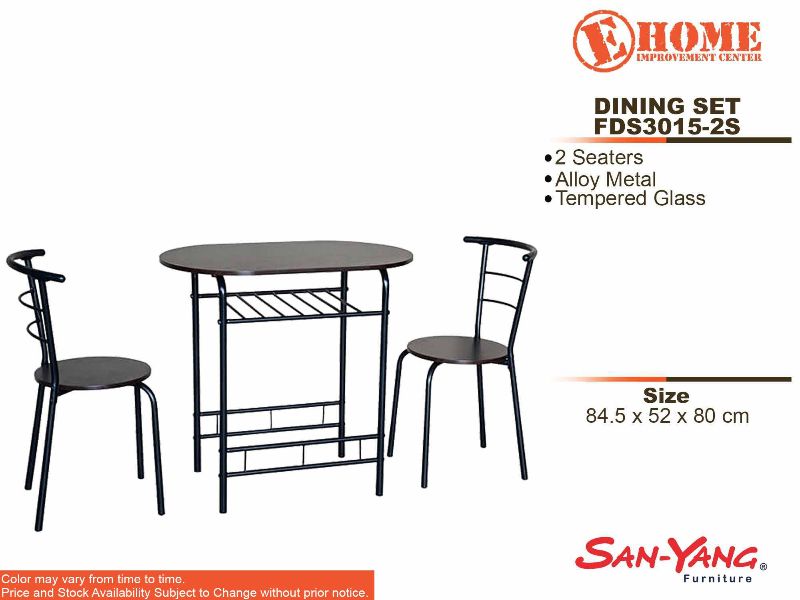 E HOME
IMPROVEMENT CENTER
DINING SET
FDS3015-2S
•2 Seaters
•Alloy Metal
•Tempered Glass
Size
84.5 x 52 x 80 cm
SAN-YANG®
Furniture
Color may vary from time to time.
Price and Stock Availability Subject to Change without prior notice.